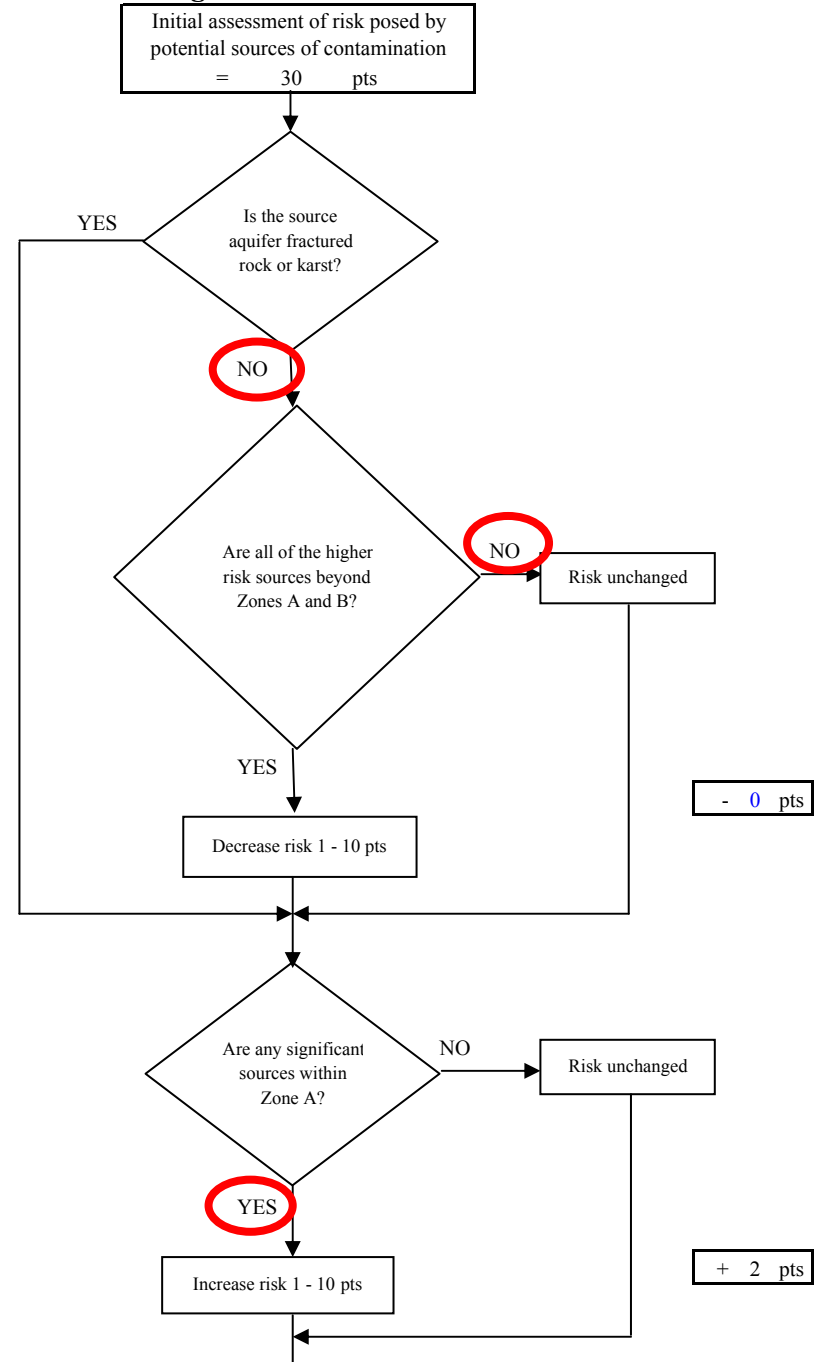 Initial assessment of risk posed by
potential sources of contamination
= 30 pts
Is the source
aquifer fractured
rock or karst?
YES
NO
Are all of the higher
risk sources beyond
Zones A and B?
NO
Risk unchanged
YES
- 0 pts
Decrease risk 1 - 10 pts
Are any significant
sources within
Zone A?
NO
Risk unchanged
YES
+ 2 pts
Increase risk 1 - 10 pts